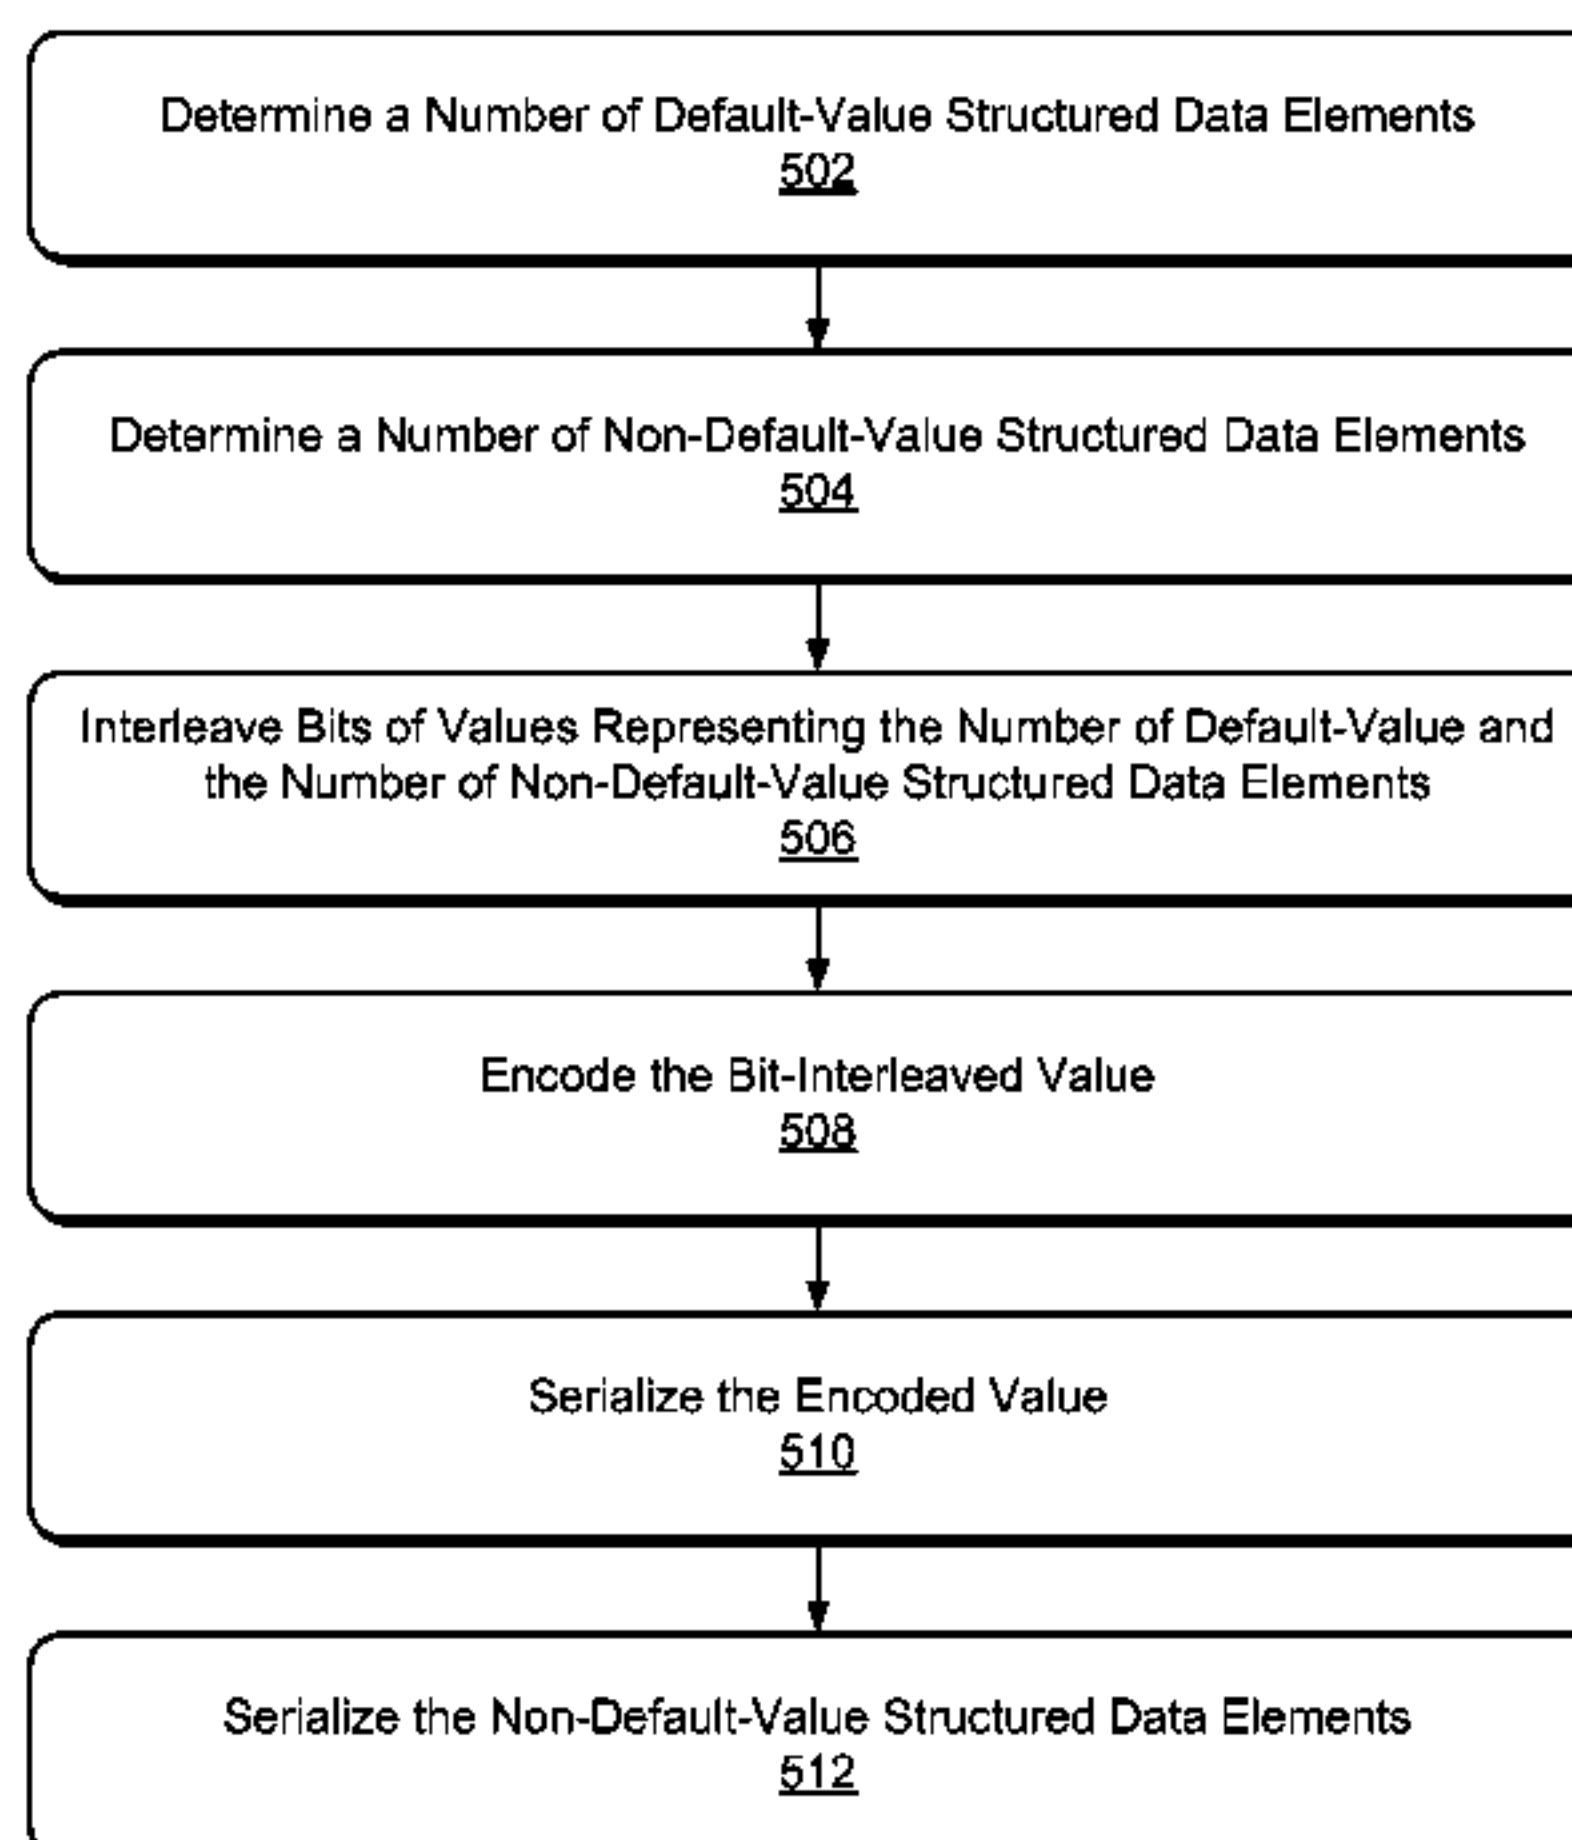 Determine a Number of Default-Value Structured Data Elements
502
Determine a Number of Non-Default-Value Structured Data Elements
504
Interleave Bits of Values Representing the Number of Default-Value and
the Number of Non-Default-Value Structured Data Elements
506
Encode the Bit-Interleaved Value
508
Serialize the Encoded Value
510
Serialize the Non-Default-Value Structured Data Elements
512